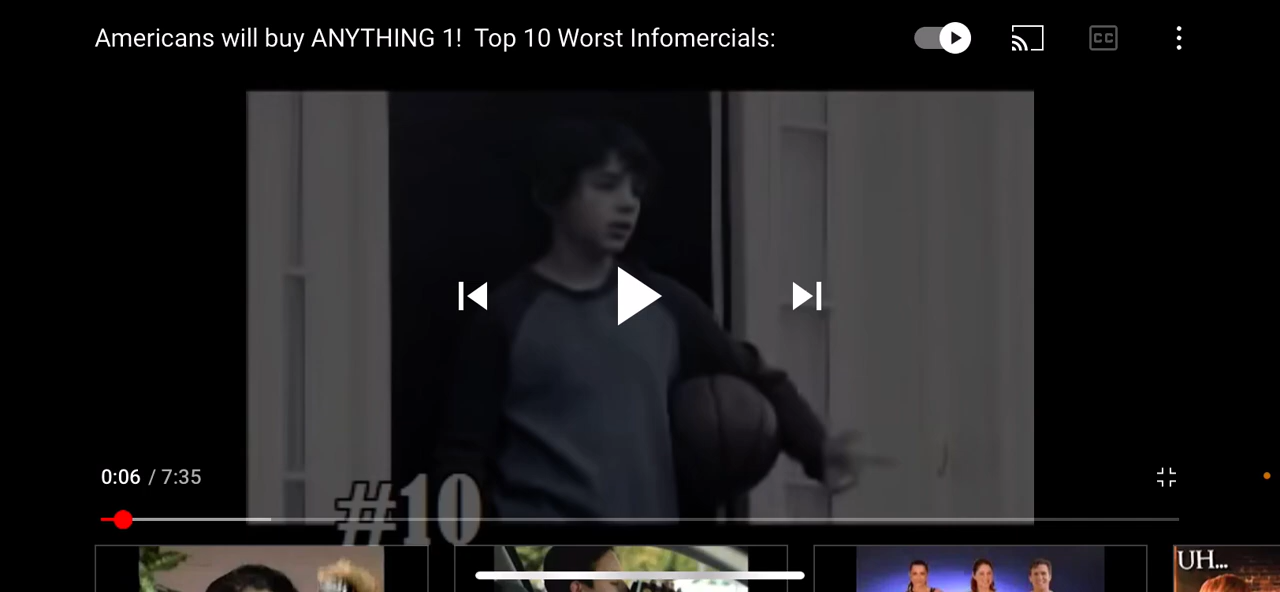 Americans will buy ANYTHING 1!  Top 10 Worst Infomercials:
CC
0:06 / 7:35
#10
UH...